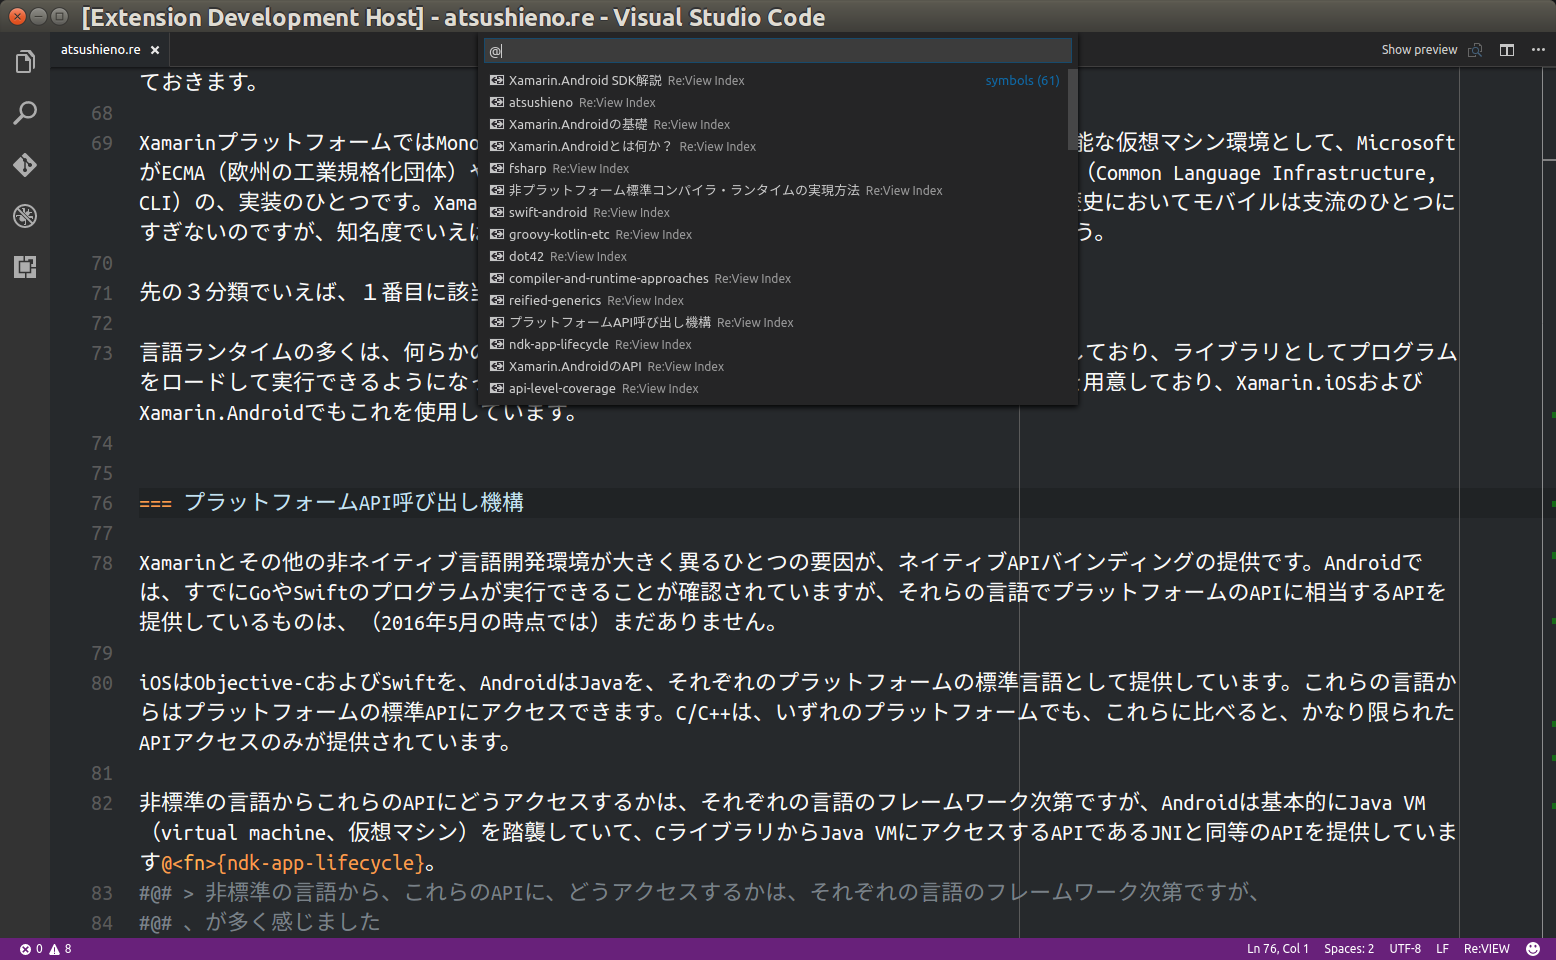 [Extension Development Host] - atsushieno.re - Visual Studio Code
atsushieno.re ×
Show preview
@
Xamarin.Android SDK解説 Re:View Index symbols (61)
atsushieno Re:View Index
Xamarin.Androidの基礎 Re:View Index
Xamarin.Androidとは何か？ Re:View Index
fsharp Re:View Index
非プラットフォーム標準コンパイラ・ランタイムの実現方法 Re:View Index
swift-android Re:View Index
groovy-kotlin-etc Re:View Index
dot42 Re:View Index
compiler-and-runtime-approaches Re:View Index
reified-generics Re:View Index
プラットフォームAPI呼び出し機構 Re:View Index
ndk-app-lifecycle Re:View Index
Xamarin.AndroidのAPI Re:View Index
api-level-coverage Re:View Index
ておきます。
68
69 XamarinプラットフォームではMono 能な仮想マシン環境として、Microsoft
がECMA（欧州の工業規格化団体） （Common Language Infrastructure,
CLI）の、実装のひとつです。Xama 歴史においてモバイルは支流のひとつに
すぎないのですが、知名度でいえば う。
70
71 先の３分類でいえば、１番目に該当
72
73 言語ランタイムの多くは、何らかの しており、ライブラリとしてプログラム
をロードして実行できるようになっ 用意しており、Xamarin.iOSおよび
Xamarin.Androidでもこれを使用しています。
74
75
76 === プラットフォームAPI呼び出し機構
77
78 Xamarinとその他の非ネイティブ言語開発環境が大きく異るひとつの要因が、ネイティブAPIバインディングの提供です。Androidで
は、すでにGoやSwiftのプログラムが実行できることが確認されていますが、それらの言語でプラットフォームのAPIに相当するAPIを
提供しているものは、（2016年5月の時点では）まだありません。
79
80 iOSはObjective-CおよびSwiftを、AndroidはJavaを、それぞれのプラットフォームの標準言語として提供しています。これらの言語か
らはプラットフォームの標準APIにアクセスできます。C/C++は、いずれのプラットフォームでも、これらに比べると、かなり限られた
APIアクセスのみが提供されています。
81
82 非標準の言語からこれらのAPIにどうアクセスするかは、それぞれの言語のフレームワーク次第ですが、Androidは基本的にJava VM
（virtual machine、仮想マシン）を踏襲していて、CライブラリからJava VMにアクセスするAPIであるJNIと同等のAPIを提供していま
す@<fn>{ndk-app-lifecycle}。
83 #@# > 非標準の言語から、これらのAPIに、どうアクセスするかは、それぞれの言語のフレームワーク次第ですが、
84 #@# 、が多く感じました
0 8 Ln 76, Col 1 Spaces: 2 UTF-8 LF Re:VIEW